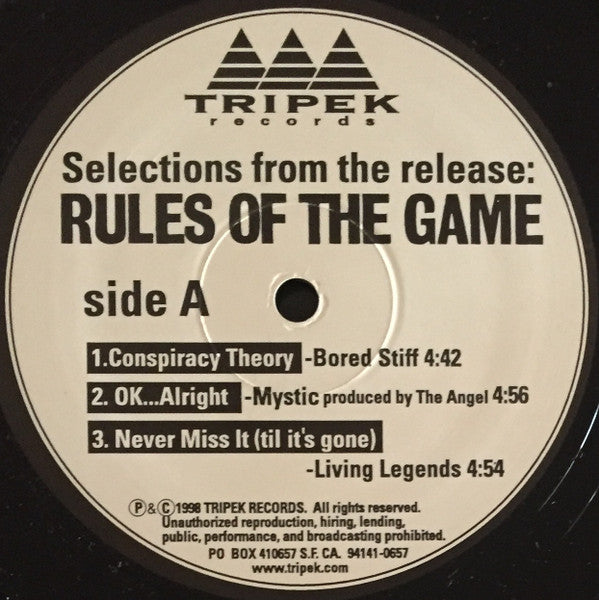 TRIPEK
records
Selections from the release:
RULES OF THE GAME
side A
1.Conspiracy Theory -Bored Stiff 4:42
2. OK...Alright -Mystic produced by The Angel 4:56
3. Never Miss It (til it's gone)
-Living Legends 4:54
Ⓟ&Ⓒ1998 TRIPEK RECORDS. All rights reserved.
Unauthorized reproduction, hiring, lending,
public, performance, and broadcasting prohibited.
PO BOX 410657 S.F. CA. 94141-0657
www.tripek.com